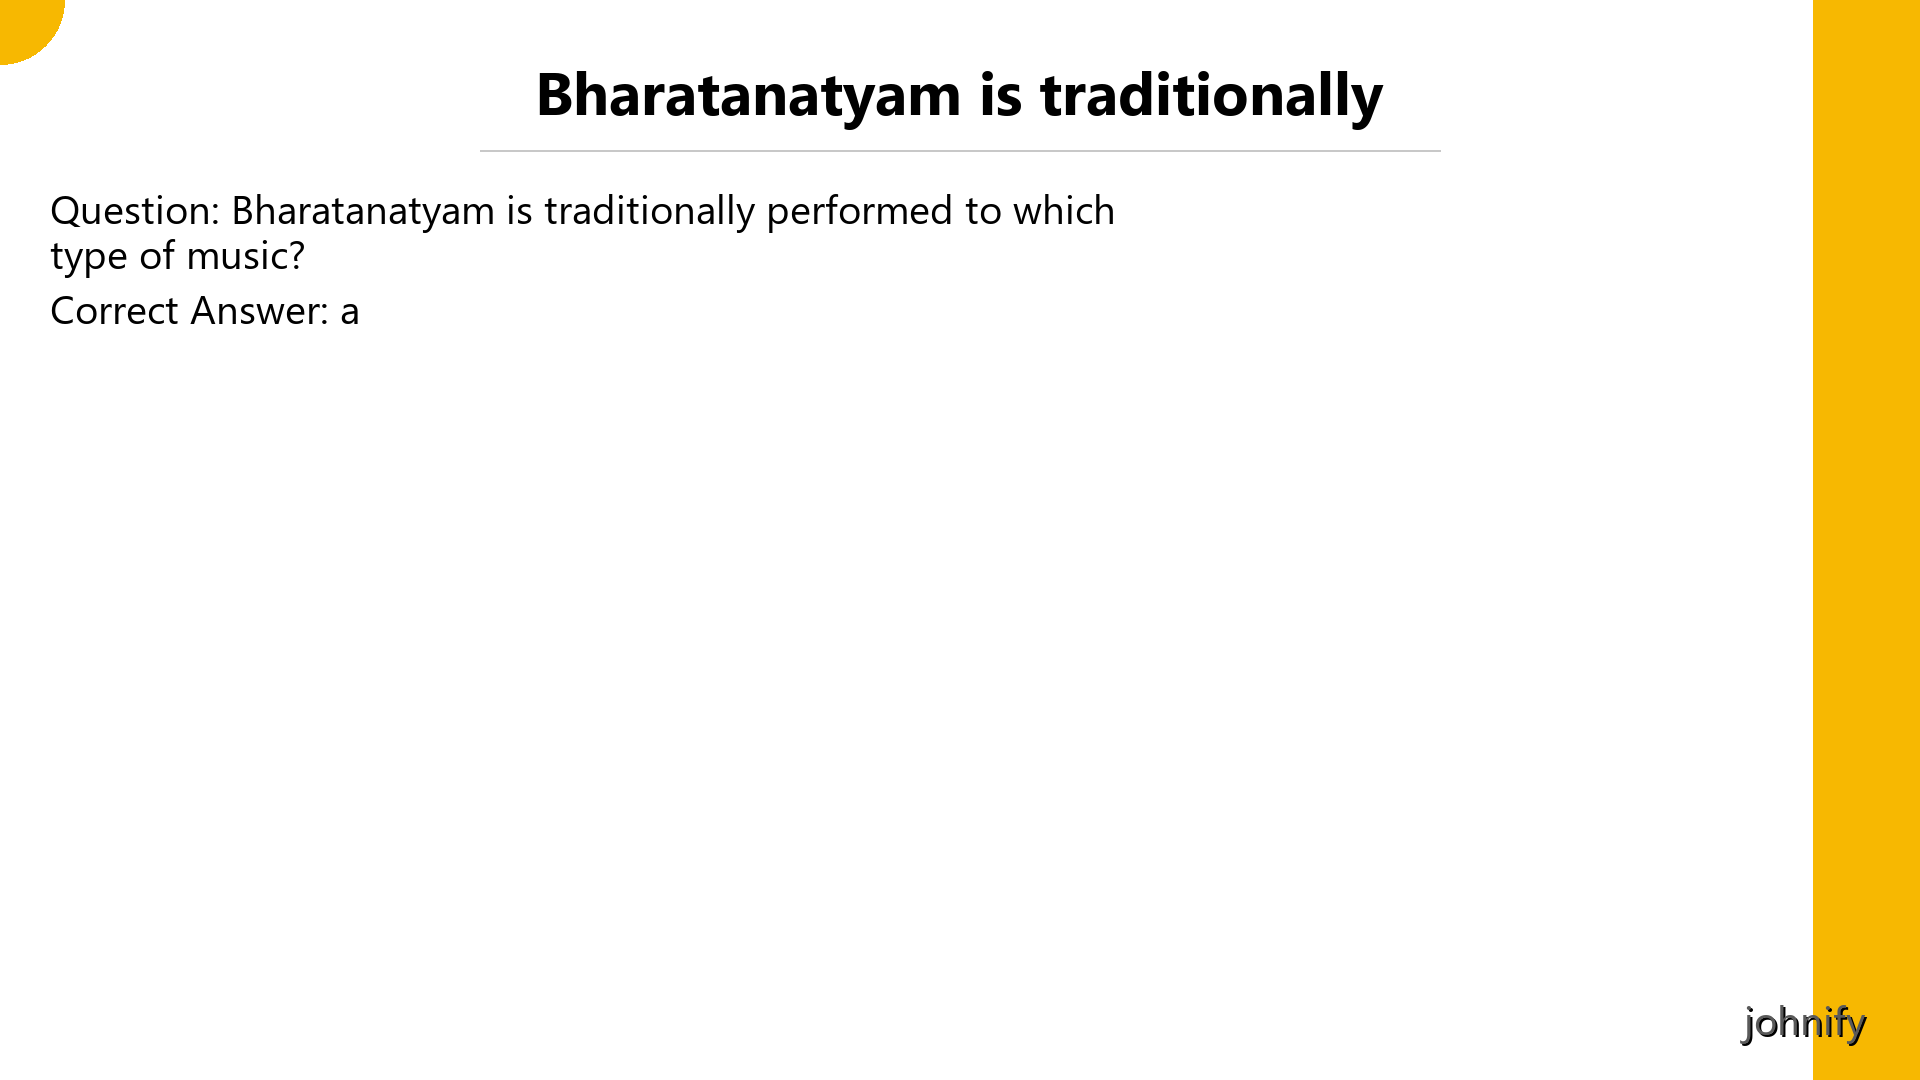 Bharatanatyam is traditionally
Question: Bharatanatyam is traditionally performed to which
type of music?
Correct Answer: a
johnify